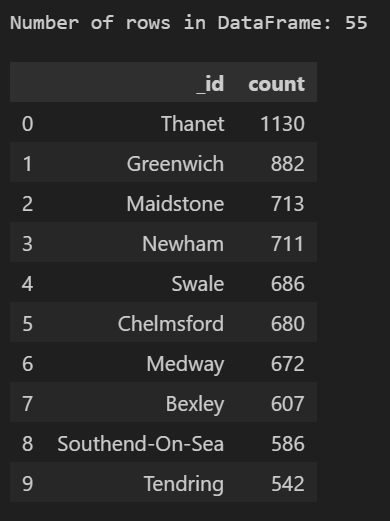 Number of rows in DataFrame: 55
_id count
0 Thanet 1130
1 Greenwich 882
2 Maidstone 713
3 Newham 711
4 Swale 686
5 Chelmsford 680
6 Medway 672
7 Bexley 607
8 Southend-On-Sea 586
9 Tendring 542